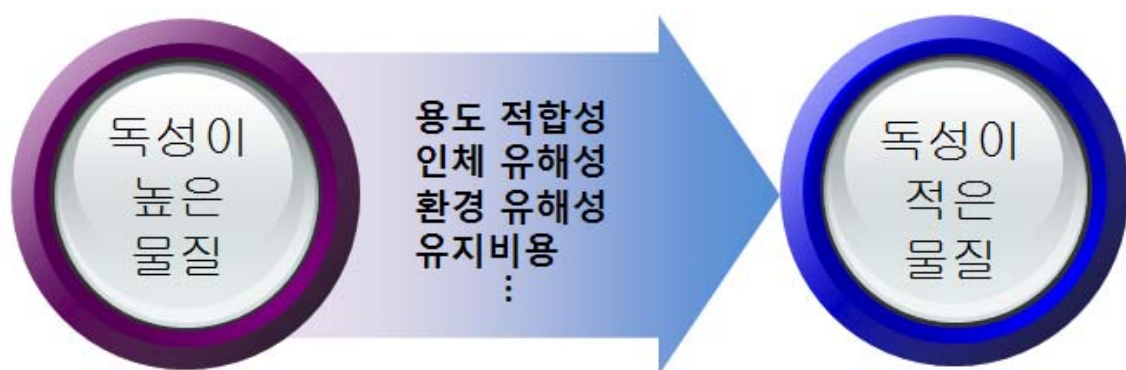 독성이
높은
물질
용도 적합성
인체 유해성
환경 유해성
유지비용
⋮
독성이
적은
물질